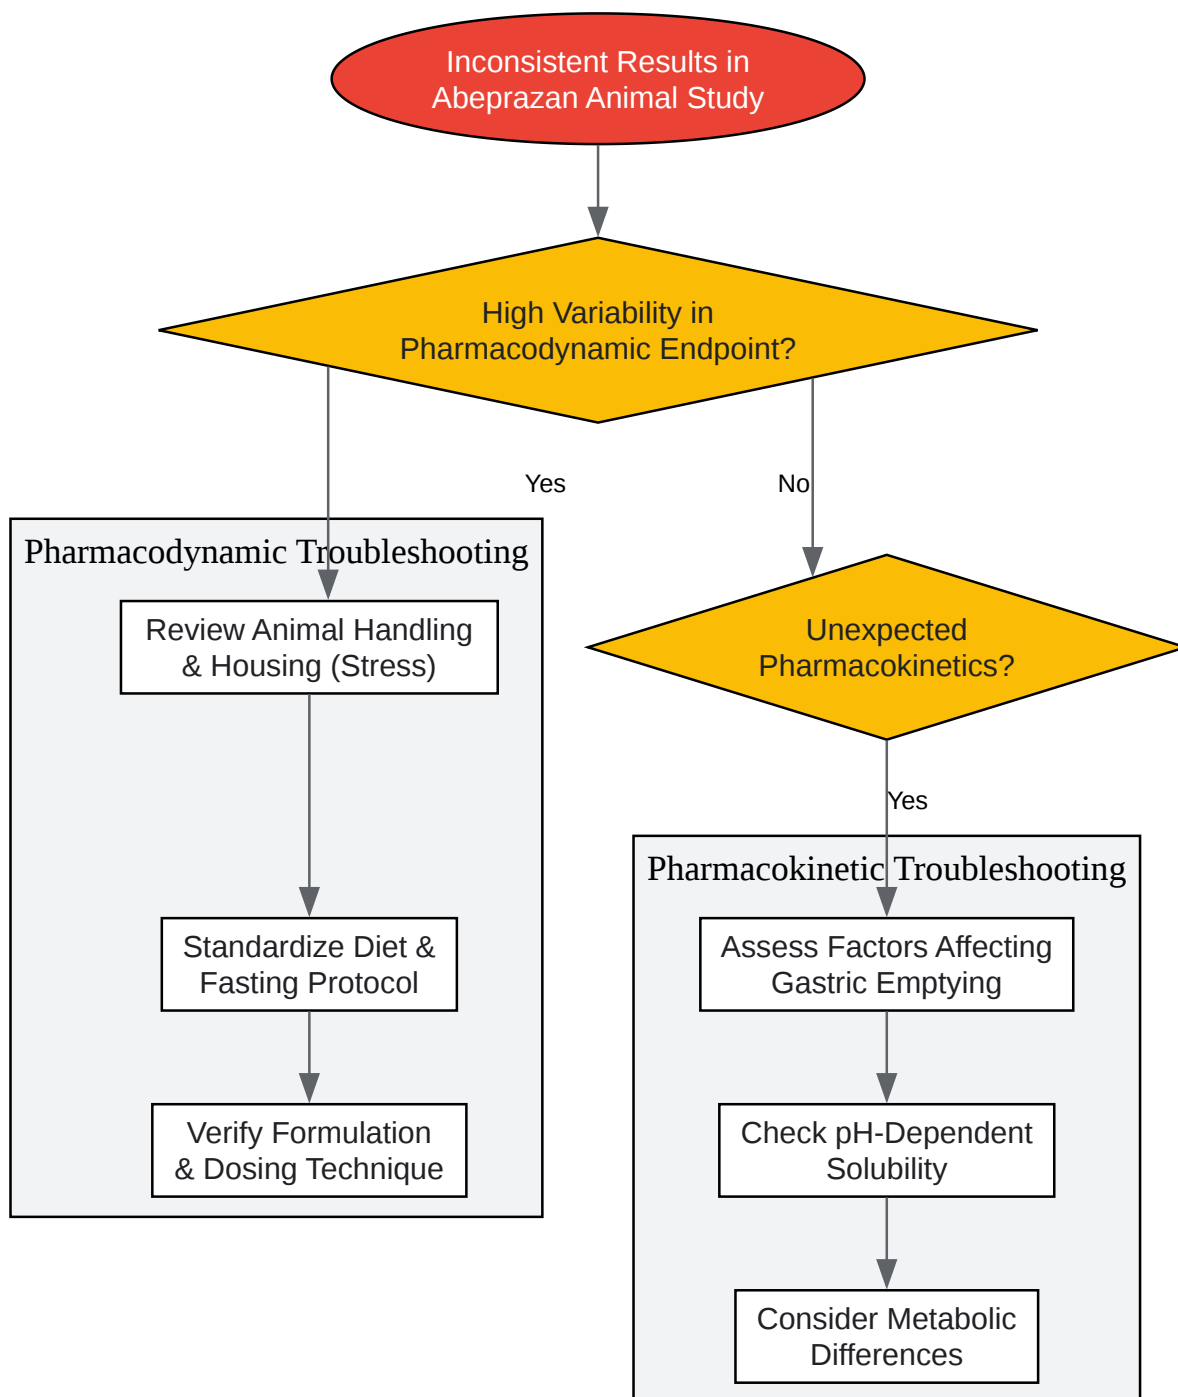 Inconsistent Results in
Abeprazan Animal Study
High Variability in
Pharmacodynamic Endpoint?
Yes
No
Pharmacodynamic Troubleshooting
Review Animal Handling
& Housing (Stress)
Standardize Diet &
Fasting Protocol
Verify Formulation
& Dosing Technique
Unexpected
Pharmacokinetics?
Yes
Pharmacokinetic Troubleshooting
Assess Factors Affecting
Gastric Emptying
Check pH-Dependent
Solubility
Consider Metabolic
Differences